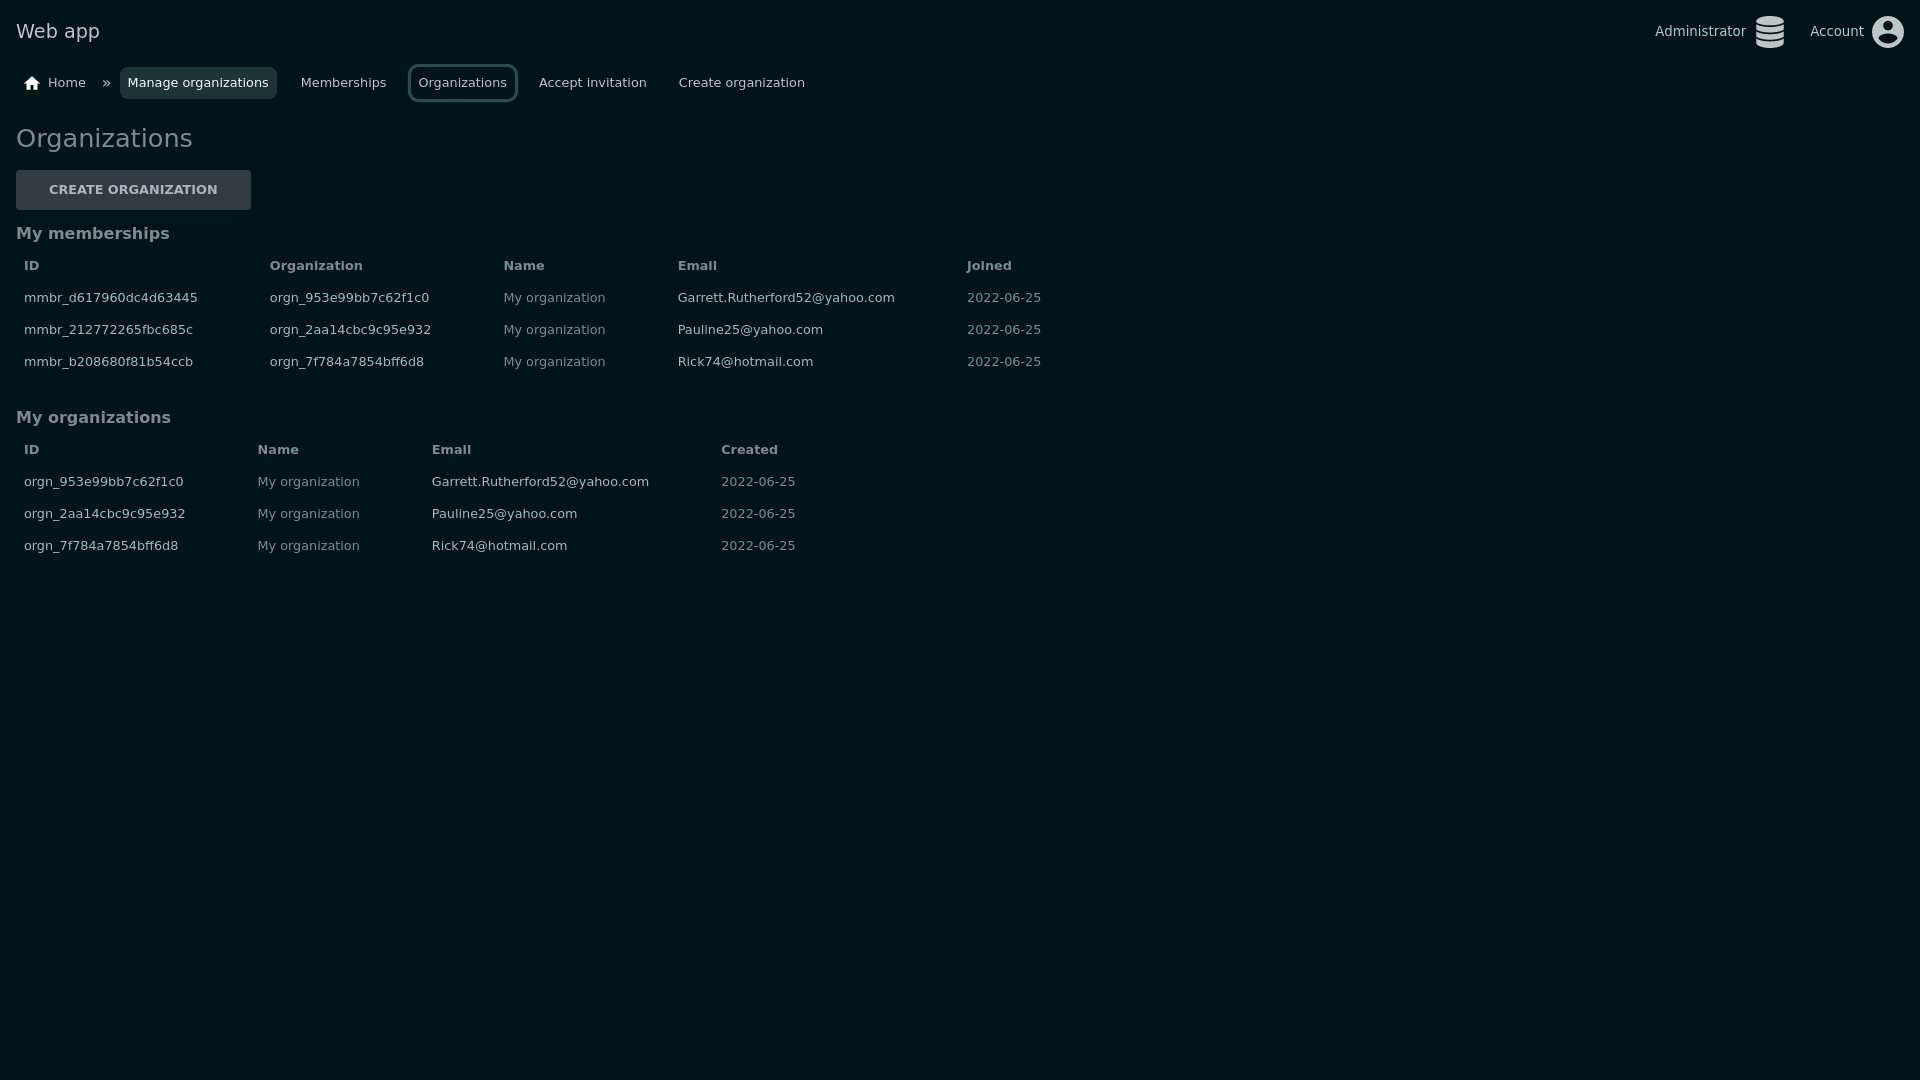 Web app
Administrator
Account
Home » Manage organizations Memberships Organizations Accept invitation Create organization
Organizations
CREATE ORGANIZATION
My memberships
ID Organization Name Email Joined
mmbr_d617960dc4d63445 orgn_953e99bb7c62f1c0 My organization Garrett.Rutherford52@yahoo.com 2022-06-25
mmbr_212772265fbc685c orgn_2aa14cbc9c95e932 My organization Pauline25@yahoo.com 2022-06-25
mmbr_b208680f81b54ccb orgn_7f784a7854bff6d8 My organization Rick74@hotmail.com 2022-06-25
My organizations
ID Name Email Created
orgn_953e99bb7c62f1c0 My organization Garrett.Rutherford52@yahoo.com 2022-06-25
orgn_2aa14cbc9c95e932 My organization Pauline25@yahoo.com 2022-06-25
orgn_7f784a7854bff6d8 My organization Rick74@hotmail.com 2022-06-25